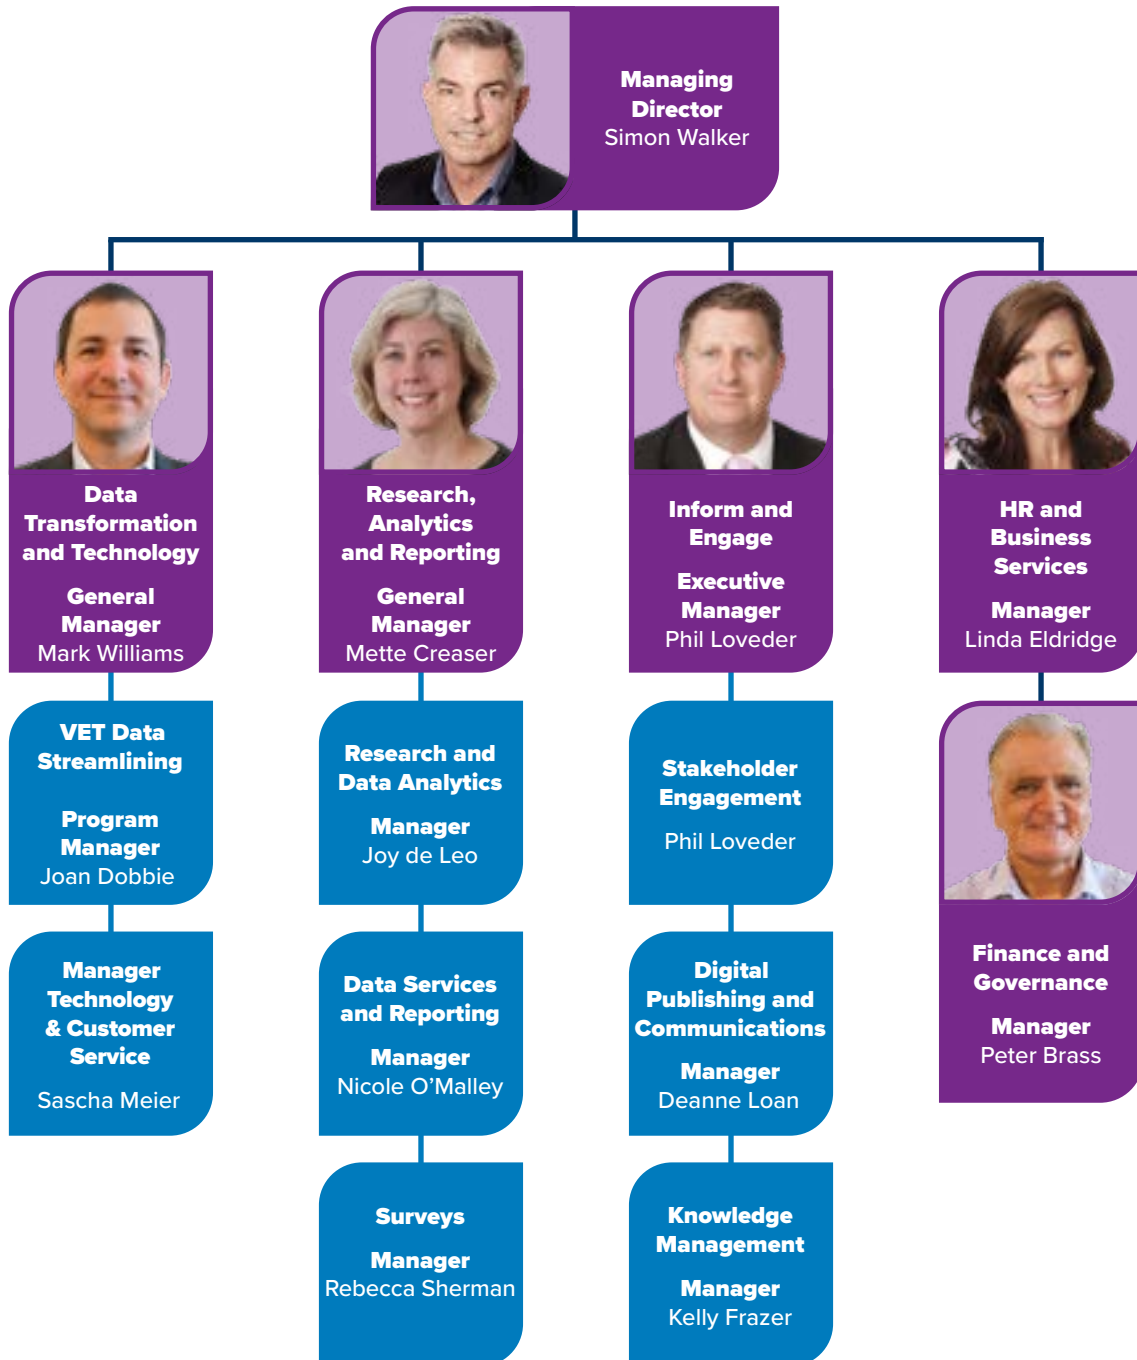 Managing
Director
Simon Walker
Data
Transformation
and Technology
General
Manager
Mark Williams
Research,
Analytics
and Reporting
General
Manager
Mette Creaser
Inform and
Engage
Executive
Manager
Phil Loveder
HR and
Business
Services
Manager
Linda Eldridge
VET Data
Streamlining
Program
Manager
Joan Dobbie
Research and
Data Analytics
Manager
Joy de Leo
Stakeholder
Engagement
Phil Loveder
Finance and
Governance
Manager
Peter Brass
Manager
Technology
& Customer
Service
Sascha Meier
Data Services
and Reporting
Manager
Nicole O’Malley
Digital
Publishing and
Communications
Manager
Deanne Loan
Surveys
Manager
Rebecca Sherman
Knowledge
Management
Manager
Kelly Frazer